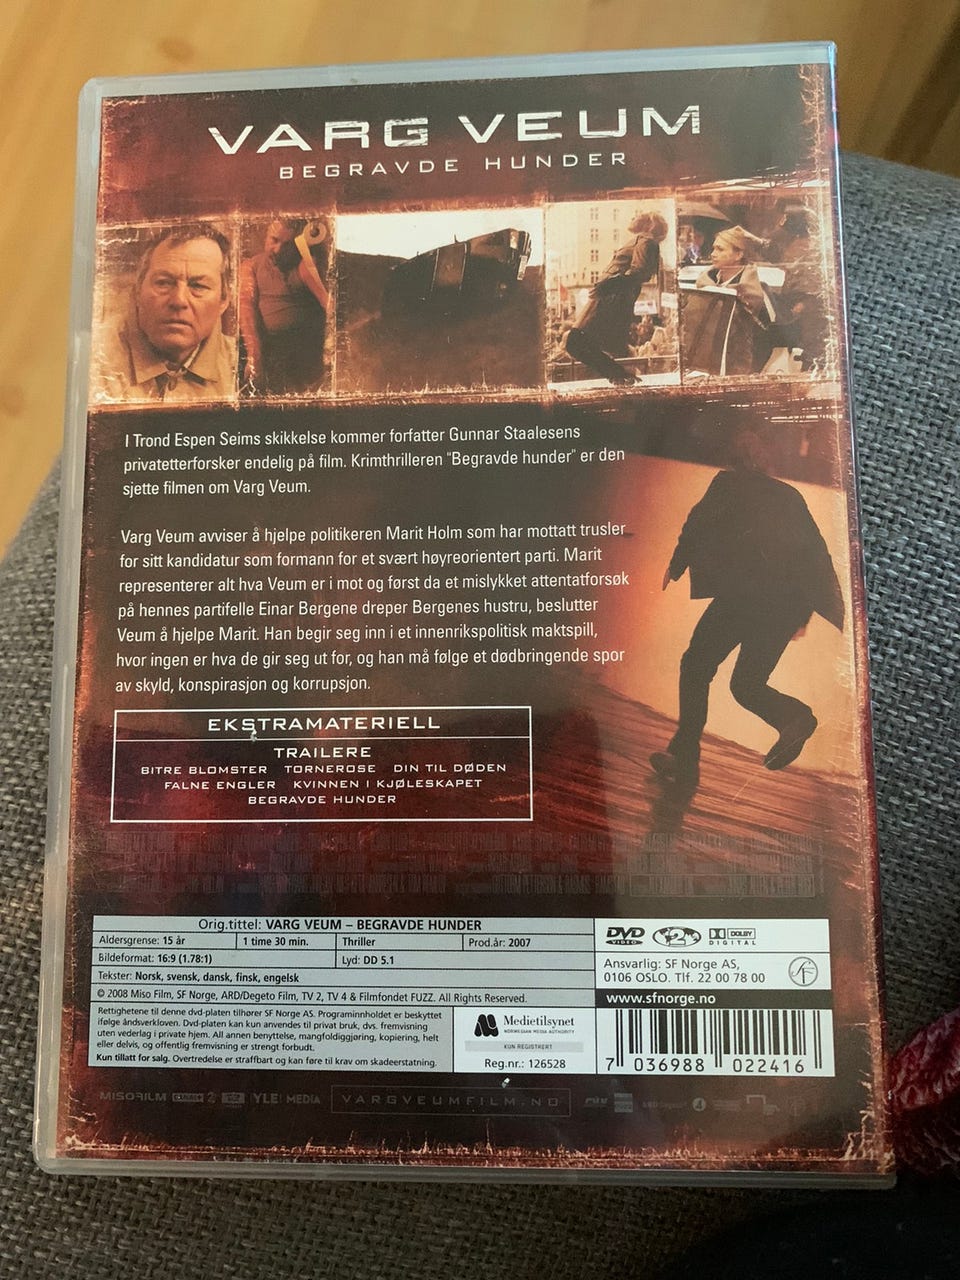 VARG VEUM
BEGRAVDE HUNDER
I Trond Espen Seims skikkelse kommer forfatter Gunnar Staalesens
privatetterforsker endelig på film. Krimthrilleren "Begravde hunder" er den
sjette filmen om Varg Veum.
Varg Veum avviser å hjelpe politikeren Marit Holm som har mottatt trusler
for sitt kandidatur som formann for et svært høyreorientert parti. Marit
representerer alt hva Veum er i mot og først da et mislykket attentatforsøk
på hennes partifelle Einar Bergene dreper Bergenes hustru, beslutter
Veum å hjelpe Marit. Han begir seg inn i et innenrikspolitisk maktspill,
hvor ingen er hva de gir seg ut for, og han må følge et dødbringende spor
av skyld, konspirasjon og korrupsjon.
EKSTRAMATERIELL
TRAILERE
BITRE BLOMSTER TORNEROSE DIN TIL DØDEN
FALNE ENGLER KVINNEN I KJØLESKAPET
BEGRAVDE HUNDER
Orig.tittel: VARG VEUM – BEGRAVDE HUNDER
Aldersgrense: 15 år 1 time 30 min. Thriller Prod.år: 2007
Bildeformat: 16:9 (1.78:1) Lyd: DD 5.1
Tekster: Norsk, svensk, dansk, finsk, engelsk
© 2008 Miso Film, SF Norge, ARD/Degeto Film, TV 2, TV 4 & Filmfondet FUZZ. All Rights Reserved.
Rettighetene til denne dvd-platen tilhører SF Norge AS. Programinnholdet er beskyttet
ifølge åndsverkloven. Dvd-platen kan kun anvendes til privat bruk, dvs. fremvisning
uten vederlag i private hjem. All annen benyttelse, mangfoldiggjøring, kopiering, helt
eller delvis, og offentlig fremvisning er strengt forbudt.
Kun tillatt for salg. Overtredelse er straffbart og kan føre til krav om skadeerstatning.
Medietilsynet
NORWEGIAN MEDIA AUTHORITY
KUN REGISTRERT
Reg.nr.: 126528
DVD VIDEO 2 DOLBY DIGITAL
Ansvarlig: SF Norge AS,
0106 OSLO. Tlf. 22 00 78 00
SF
www.sfnorge.no
7 036988 022416
MISOFILM CANAL+ 2 YLE! MEDIA VARGVEUMFILM.NO